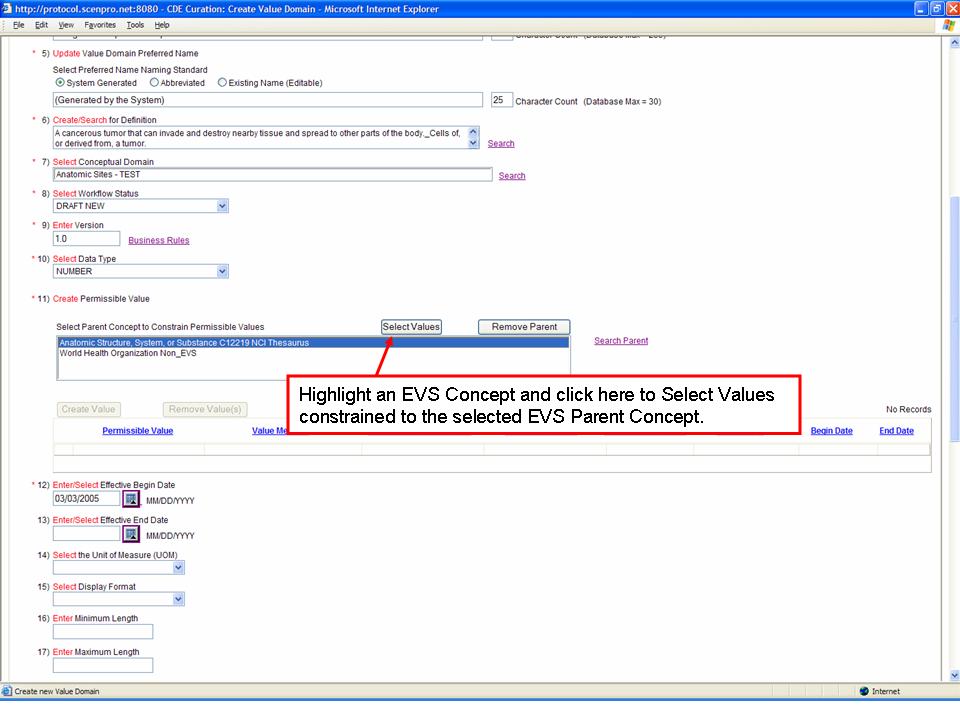 http://protocol.scenpro.net:8080 - CDE Curation: Create Value Domain - Microsoft Internet Explorer
File Edit View Favorites Tools Help
* 5) Update Value Domain Preferred Name
Select Preferred Name Naming Standard
System Generated Abbreviated Existing Name (Editable)
(Generated by the System) 25 Character Count (Database Max = 30)
* 6) Create/Search for Definition
A cancerous tumor that can invade and destroy nearby tissue and spread to other parts of the body,_Cells of,
or derived from, a tumor. Search
* 7) Select Conceptual Domain
Anatomic Sites - TEST Search
* 8) Select Workflow Status
DRAFT NEW
* 9) Enter Version
1.0 Business Rules
* 10) Select Data Type
NUMBER
* 11) Create Permissible Value
Select Parent Concept to Constrain Permissible Values Select Values Remove Parent
Anatomic Structure, System, or Substance C12219 NCI Thesaurus Search Parent
World Health Organization Non_EVS
Highlight an EVS Concept and click here to Select Values
constrained to the selected EVS Parent Concept.
Create Value Remove Value(s) No Records
Permissible Value Value Me Begin Date End Date
* 12) Enter/Select Effective Begin Date
03/03/2005 MM/DD/YYYY
13) Enter/Select Effective End Date
MM/DD/YYYY
14) Select the Unit of Measure (UOM)
15) Select Display Format
16) Enter Minimum Length
17) Enter Maximum Length
Create new Value Domain Internet